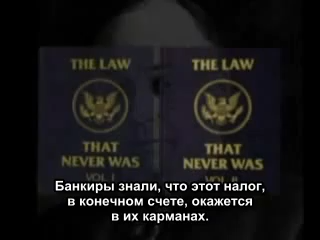 THE LAW
THE LAW
THAT
NEVER WAS
VOL. I
THAT
NEVER WAS
VOL. II
Банкиры знали, что этот налог,
в конечном счете, окажется
в их карманах.